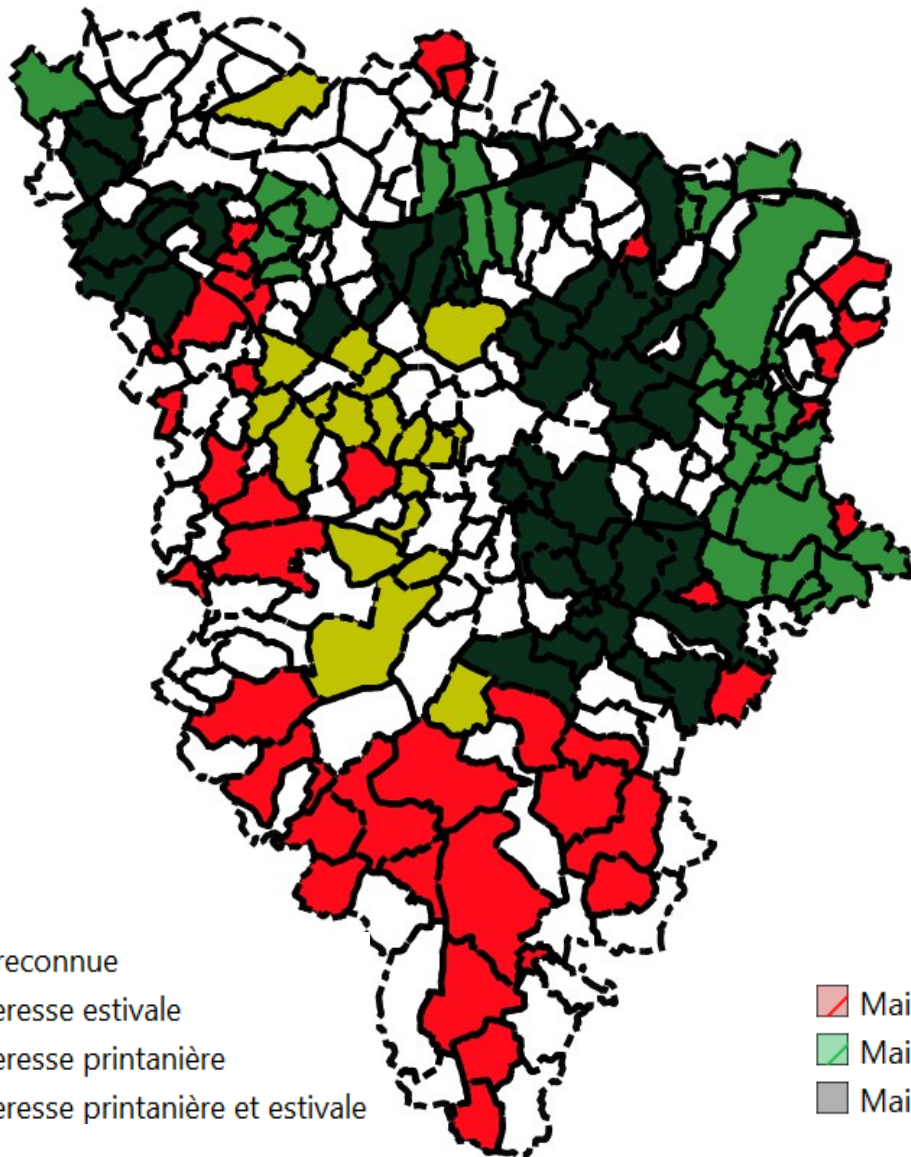 reconnue
eresse estivale
eresse printanière
eresse printanière et estivale
Mai
Mai
Mai